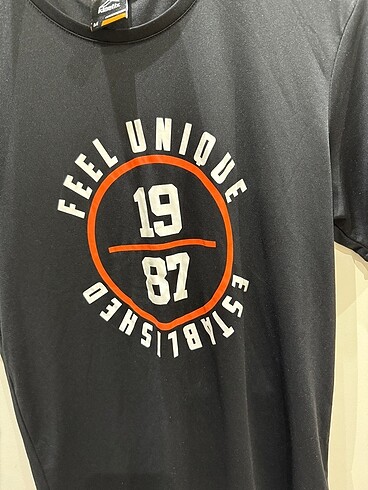 M
FEEL UNIQUE
19
87
ESTABLISHED